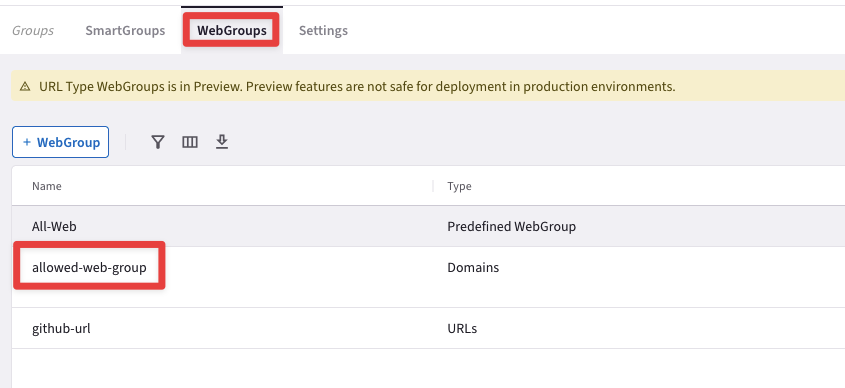 Groups SmartGroups WebGroups Settings
URL Type WebGroups is in Preview. Preview features are not safe for deployment in production environments.
+ WebGroup
Name Type
All-Web Predefined WebGroup
allowed-web-group Domains
github-url URLs